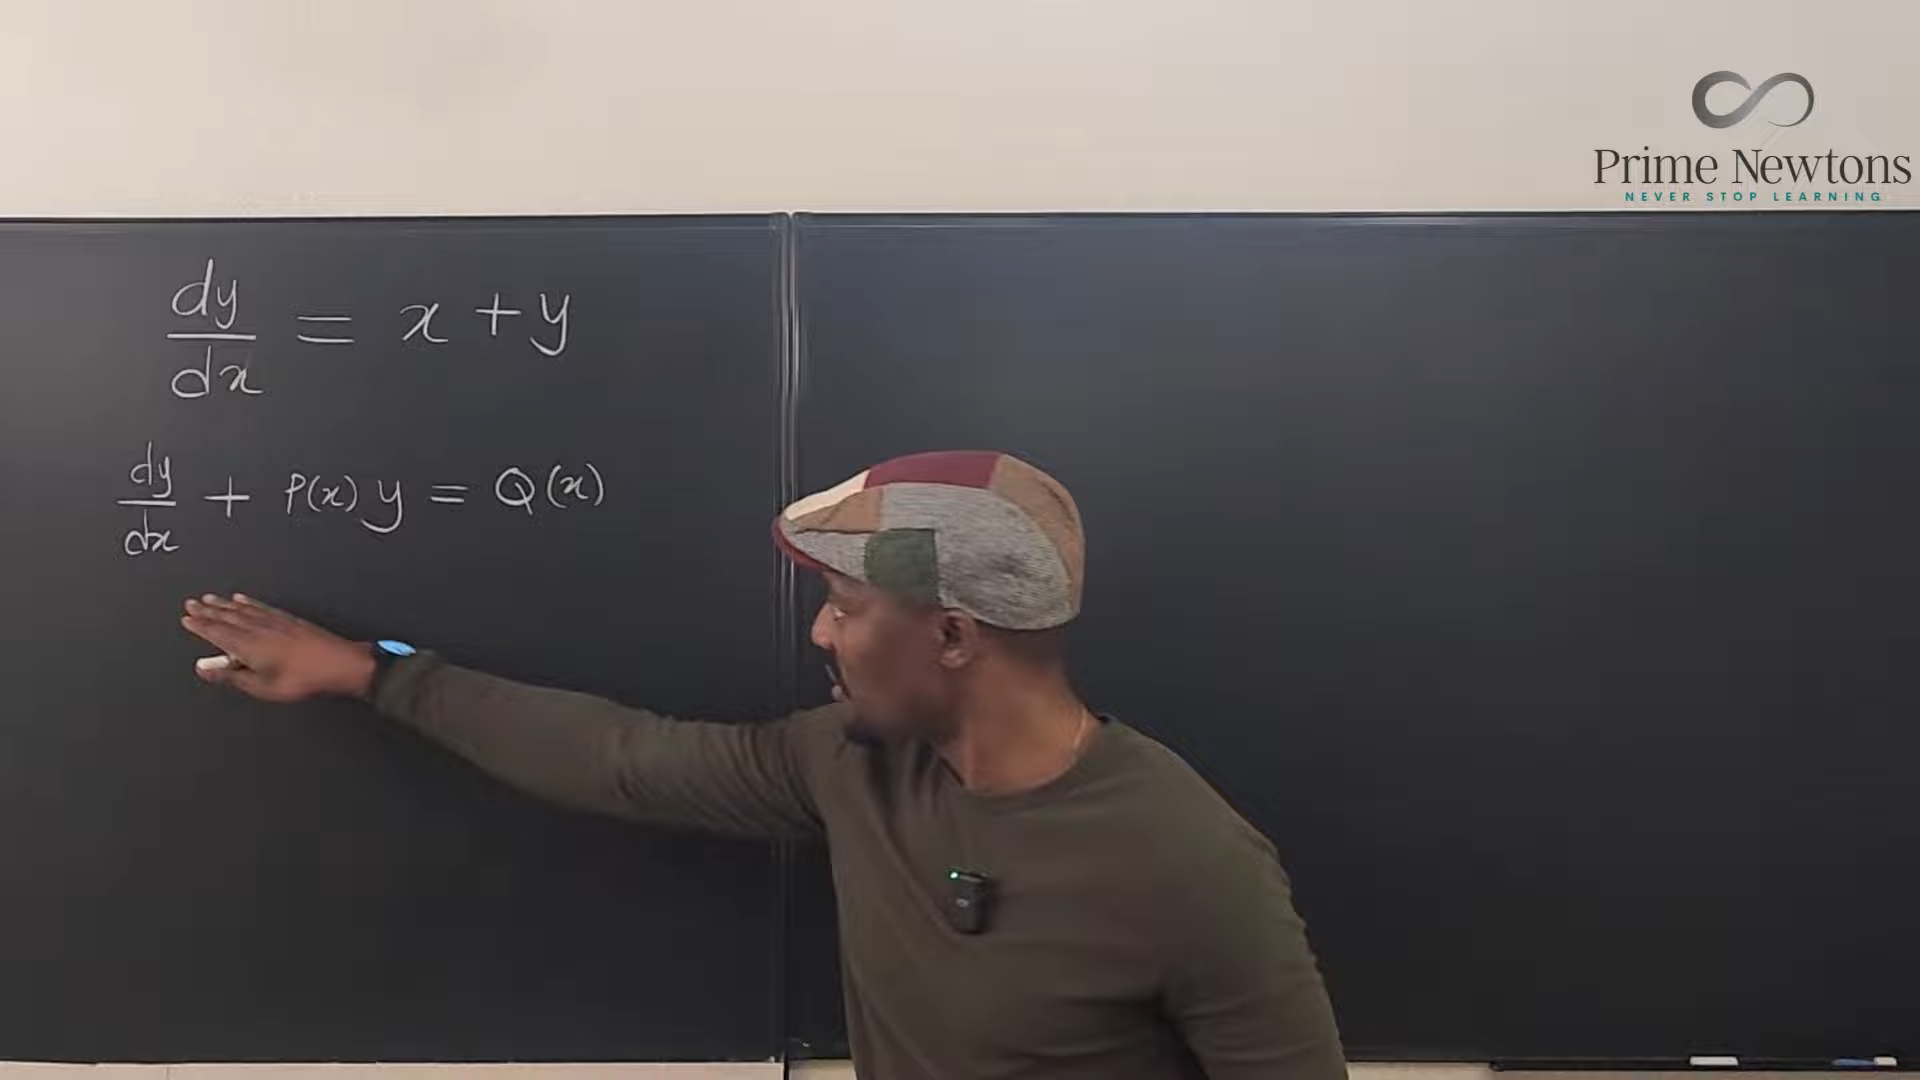 Prime Newtons
NEVER STOP LEARNING
dy/dx = x + y
dy/dx + P(x) y = Q(x)